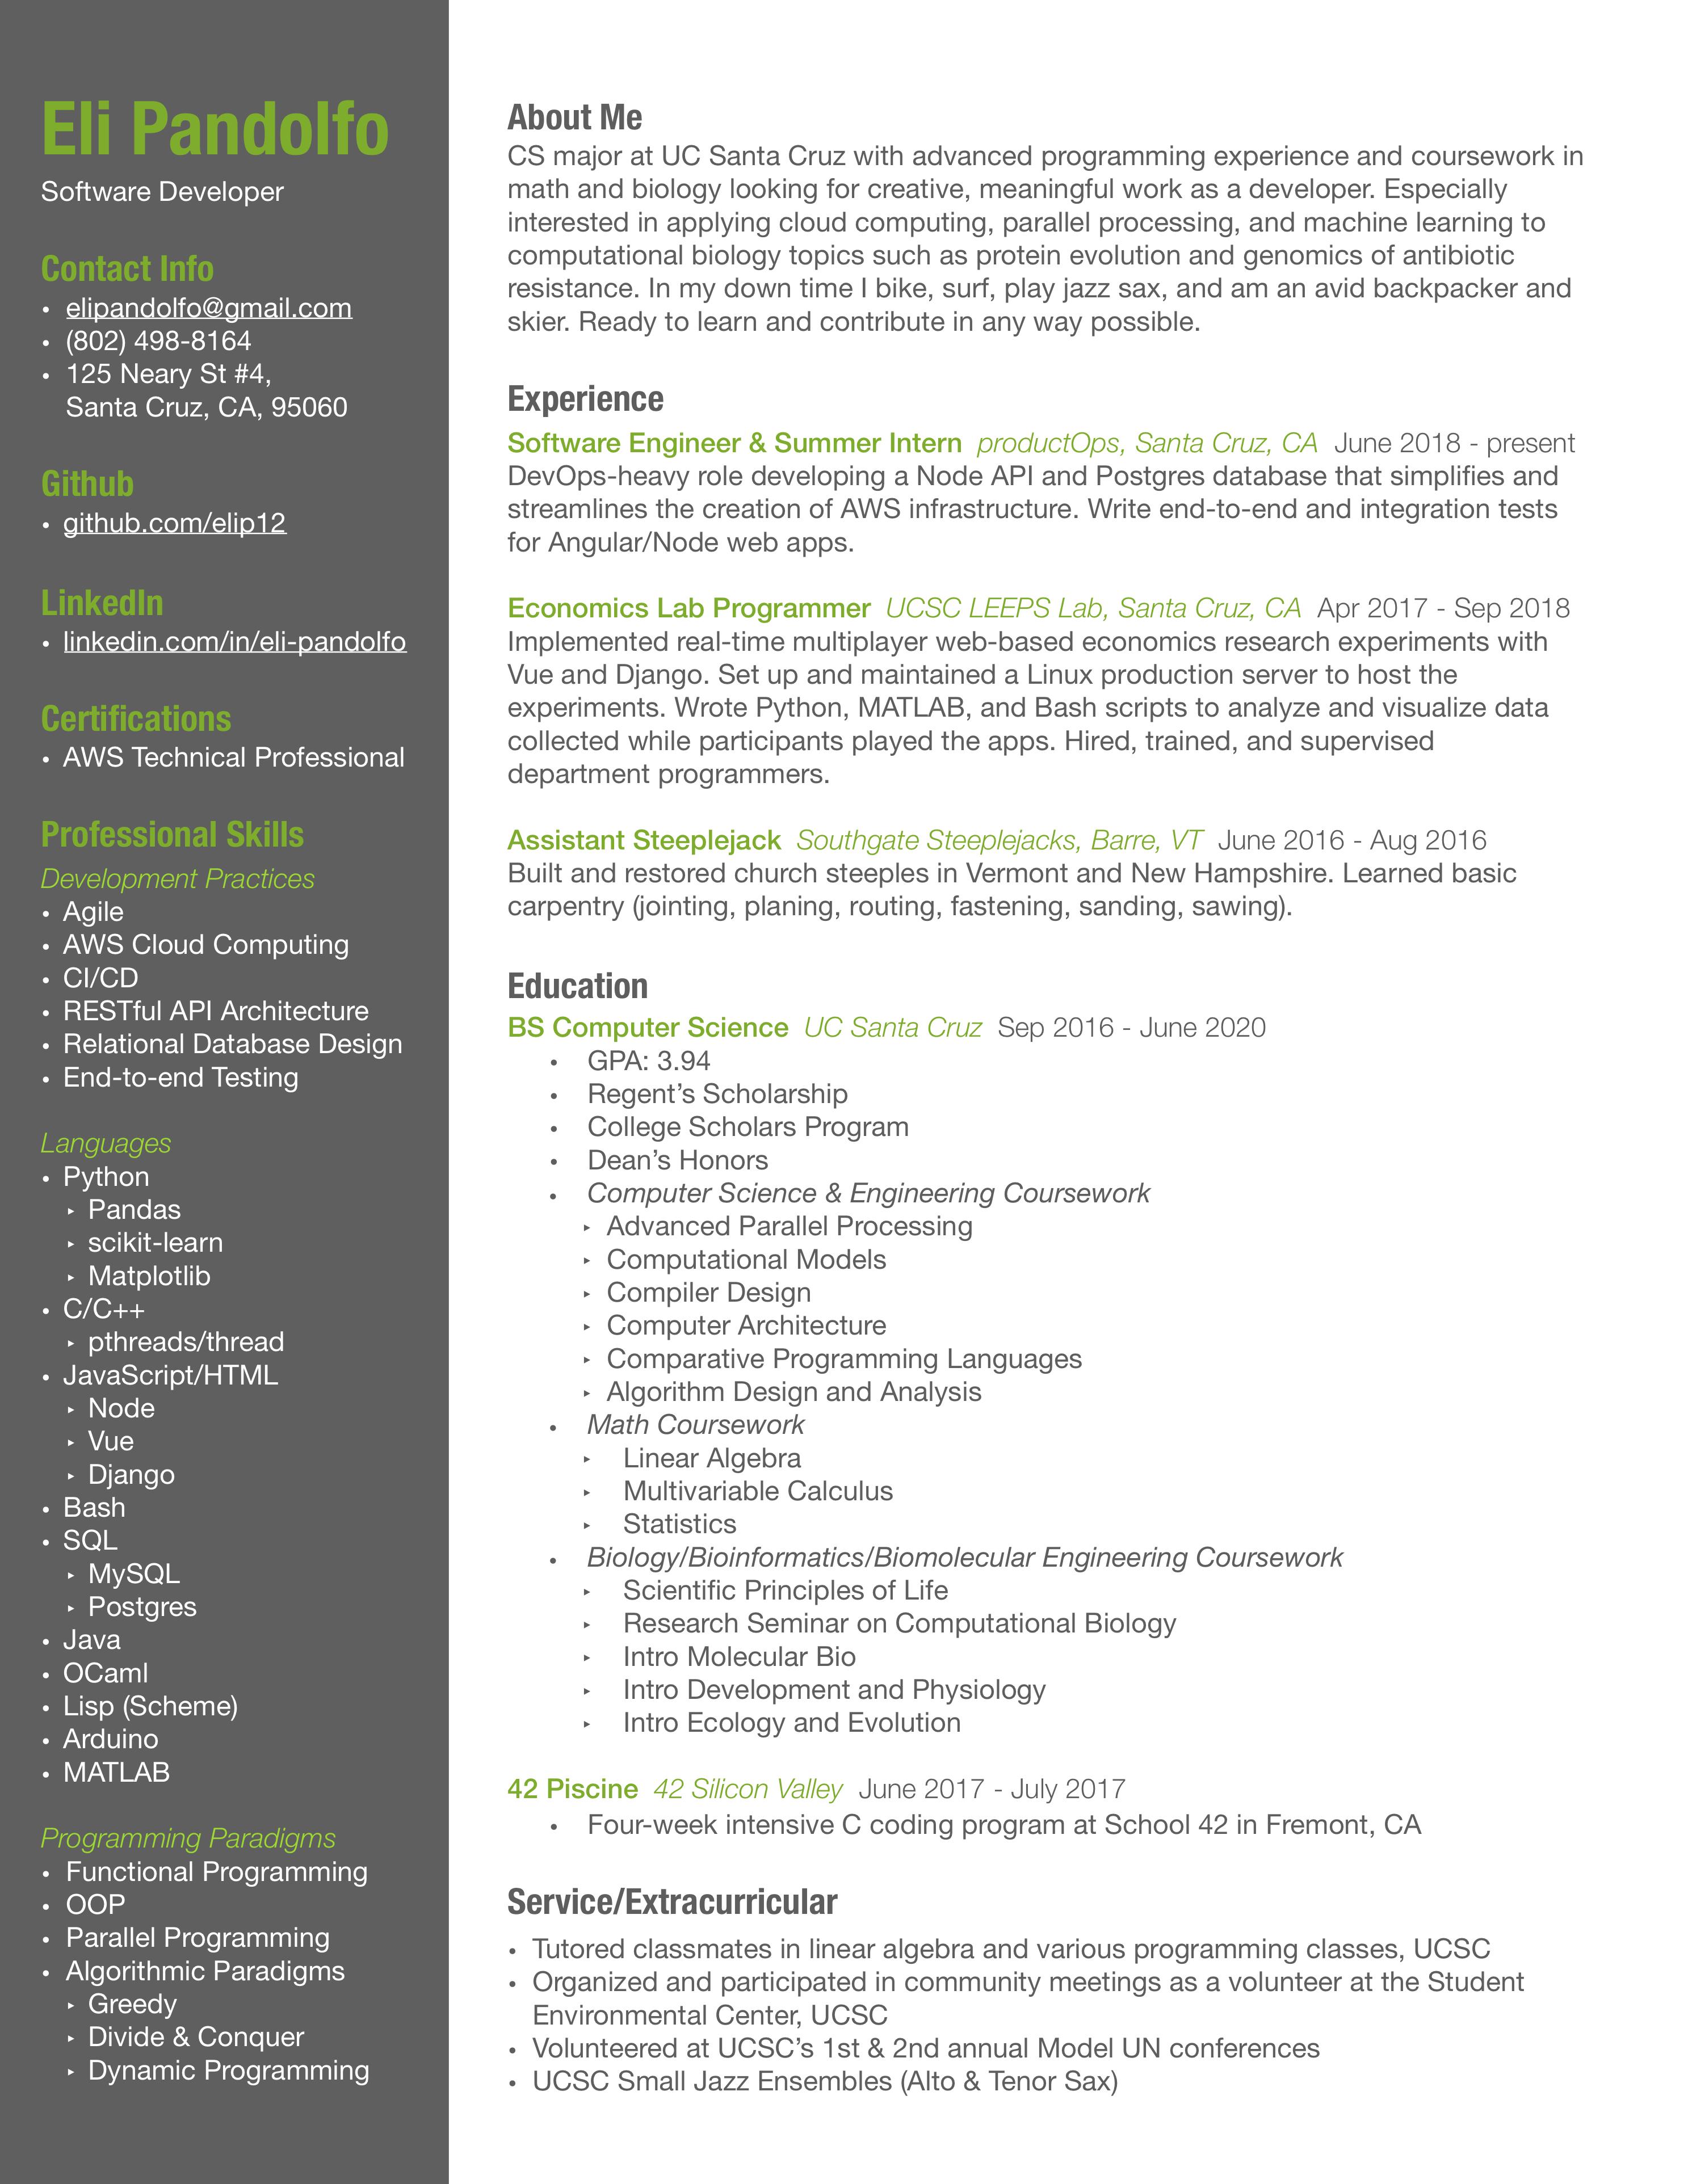 Eli Pandolfo
Software Developer
Contact Info
• elipandolfo@gmail.com
• (802) 498-8164
• 125 Neary St #4,
Santa Cruz, CA, 95060
Github
• github.com/elip12
LinkedIn
• linkedin.com/in/eli-pandolfo
Certifications
• AWS Technical Professional
Professional Skills
Development Practices
• Agile
• AWS Cloud Computing
• CI/CD
• RESTful API Architecture
• Relational Database Design
• End-to-end Testing
Languages
• Python
‣ Pandas
‣ scikit-learn
‣ Matplotlib
• C/C++
‣ pthreads/thread
• JavaScript/HTML
‣ Node
‣ Vue
‣ Django
• Bash
• SQL
‣ MySQL
‣ Postgres
• Java
• OCaml
• Lisp (Scheme)
• Arduino
• MATLAB
Programming Paradigms
• Functional Programming
• OOP
• Parallel Programming
• Algorithmic Paradigms
‣ Greedy
‣ Divide & Conquer
‣ Dynamic Programming
About Me
CS major at UC Santa Cruz with advanced programming experience and coursework in
math and biology looking for creative, meaningful work as a developer. Especially
interested in applying cloud computing, parallel processing, and machine learning to
computational biology topics such as protein evolution and genomics of antibiotic
resistance. In my down time I bike, surf, play jazz sax, and am an avid backpacker and
skier. Ready to learn and contribute in any way possible.
Experience
Software Engineer & Summer Intern productOps, Santa Cruz, CA June 2018 - present
DevOps-heavy role developing a Node API and Postgres database that simplifies and
streamlines the creation of AWS infrastructure. Write end-to-end and integration tests
for Angular/Node web apps.
Economics Lab Programmer UCSC LEEPS Lab, Santa Cruz, CA Apr 2017 - Sep 2018
Implemented real-time multiplayer web-based economics research experiments with
Vue and Django. Set up and maintained a Linux production server to host the
experiments. Wrote Python, MATLAB, and Bash scripts to analyze and visualize data
collected while participants played the apps. Hired, trained, and supervised
department programmers.
Assistant Steeplejack Southgate Steeplejacks, Barre, VT June 2016 - Aug 2016
Built and restored church steeples in Vermont and New Hampshire. Learned basic
carpentry (jointing, planing, routing, fastening, sanding, sawing).
Education
BS Computer Science UC Santa Cruz Sep 2016 - June 2020
• GPA: 3.94
• Regent’s Scholarship
• College Scholars Program
• Dean’s Honors
• Computer Science & Engineering Coursework
‣ Advanced Parallel Processing
‣ Computational Models
‣ Compiler Design
‣ Computer Architecture
‣ Comparative Programming Languages
‣ Algorithm Design and Analysis
• Math Coursework
‣ Linear Algebra
‣ Multivariable Calculus
‣ Statistics
• Biology/Bioinformatics/Biomolecular Engineering Coursework
‣ Scientific Principles of Life
‣ Research Seminar on Computational Biology
‣ Intro Molecular Bio
‣ Intro Development and Physiology
‣ Intro Ecology and Evolution
42 Piscine 42 Silicon Valley June 2017 - July 2017
• Four-week intensive C coding program at School 42 in Fremont, CA
Service/Extracurricular
• Tutored classmates in linear algebra and various programming classes, UCSC
• Organized and participated in community meetings as a volunteer at the Student
Environmental Center, UCSC
• Volunteered at UCSC’s 1st & 2nd annual Model UN conferences
• UCSC Small Jazz Ensembles (Alto & Tenor Sax)